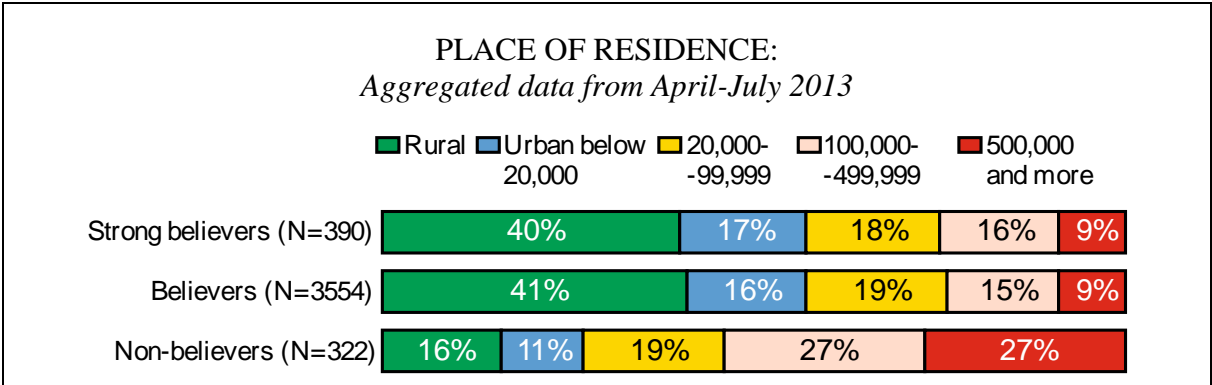 PLACE OF RESIDENCE:
Aggregated data from April-July 2013
Rural Urban below 20,000- 100,000- 500,000
20,000 -99,999 -499,999 and more
Strong believers (N=390) 40% 17% 18% 16% 9%
Believers (N=3554) 41% 16% 19% 15% 9%
Non-believers (N=322) 16% 11% 19% 27% 27%